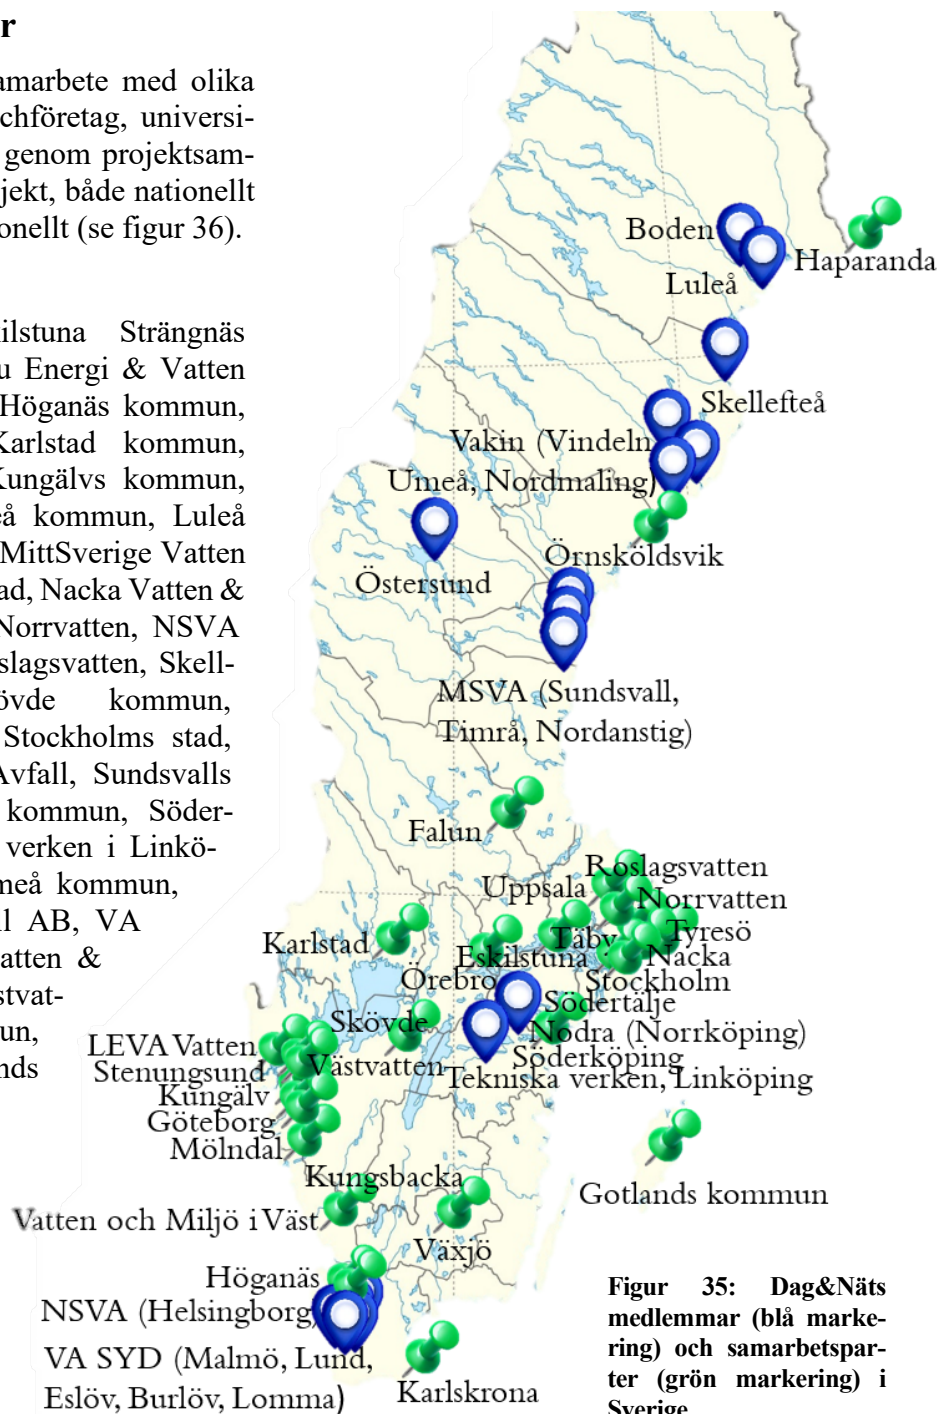 r
amarbete med olika
chföretag, universi-
genom projektsam-
jekt, både nationellt
onellt (se figur 36).
kilstuna Strängnäs
u Energi & Vatten
Höganäs kommun,
Karlstad kommun,
Kungälvs kommun,
eå kommun, Luleå
MittSverige Vatten
ad, Nacka Vatten &
Norrvatten, NSVA
slagsvatten, Skell-
övde kommun,
Stockholms stad,
Avfall, Sundsvalls
kommun, Söder-
verken i Linkö-
meå kommun,
ll AB, VA
atten &
stvat-
un,
nds
Boden
Haparanda
Luleå
Skellefteå
Vakin (Vindeln
Umeå, Nordmaling)
Örnsköldsvik
Östersund
MSVA (Sundsvall,
Timrå, Nordanstig)
Falun
Roslagsvatten
Uppsala
Norrvatten
Tyresö
Täby
Karlstad
Nacka
Eskilstuna
Örebro
Stockholm
Södertälje
Skövde
Nodra (Norrköping)
LEVA Vatten
Söderköping
Västvatten
Stenungsund
Tekniska verken, Linköping
Kungälv
Göteborg
Mölndal
Kungsbacka
Gotlands kommun
Vatten och Miljö i Väst
Växjö
Höganäs
NSVA (Helsingborg)
VA SYD (Malmö, Lund,
Eslöv, Burlöv, Lomma)
Karlskrona
Figur 35: Dag&Näts
medlemmar (blå marke-
ring) och samarbetspar-
ter (grön markering) i
Sverige